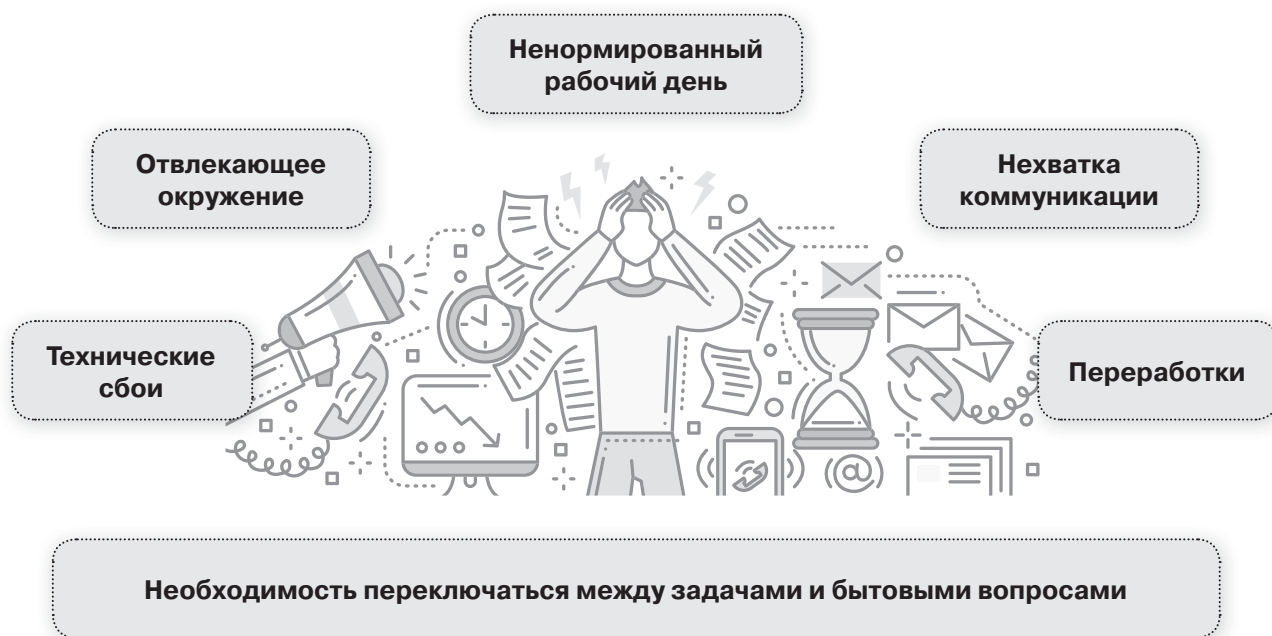 Ненормированный
рабочий день
Отвлекающее
окружение
Нехватка
коммуникации
Технические
сбои
Переработки
@
Необходимость переключаться между задачами и бытовыми вопросами